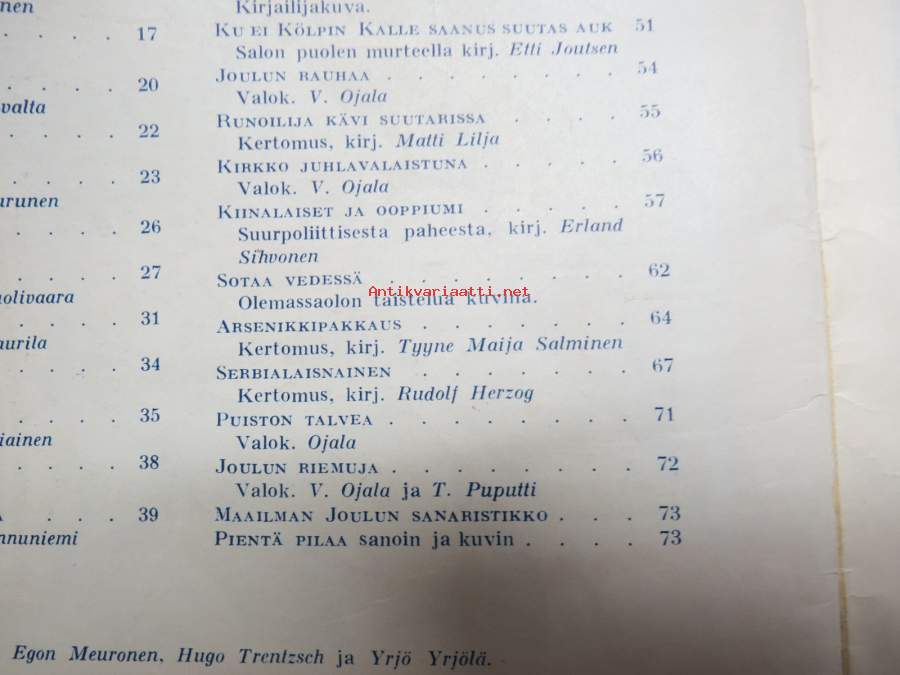 nen
17
20
valta
22
23
urunen
26
27
olivaara
31
urila
34
35
iainen
38
39
nnuniemi
Kirjailijakuva.
Ku ei Kölpin Kalle saanus suutas auk 51
Salon puolen murteella kirj. Etti Joutsen
Joulun rauhaa . . . . . . . . 54
Valok. V. Ojala
Runoilija kävi suutarissa . . . . 55
Kertomus, kirj. Matti Lilja
Kirkko juhlavalaistuna . . . . . 56
Valok. V. Ojala
Kiinalaiset ja ooppiumi . . . . . 57
Suurpoliittisesta paheesta, kirj. Erland
Sihvonen
Sotaa vedessä . . . . . . . . 62
Antikvariaatti.net
Olemassaolon taistelua kuvina.
Arsenikkipakkaus . . . . . . . 64
Kertomus, kirj. Tyyne Maija Salminen
Serbialaisnainen . . . . . . . 67
Kertomus, kirj. Rudolf Herzog
Puiston talvea . . . . . . . . 71
Valok. Ojala
Joulun riemuja . . . . . . . . 72
Valok. V. Ojala ja T. Puputti
Maailman Joulun sanaristikko . . . 73
Pientä pilaa sanoin ja kuvin . . . . 73
Egon Meuronen, Hugo Trentzsch ja Yrjö Yrjölä.